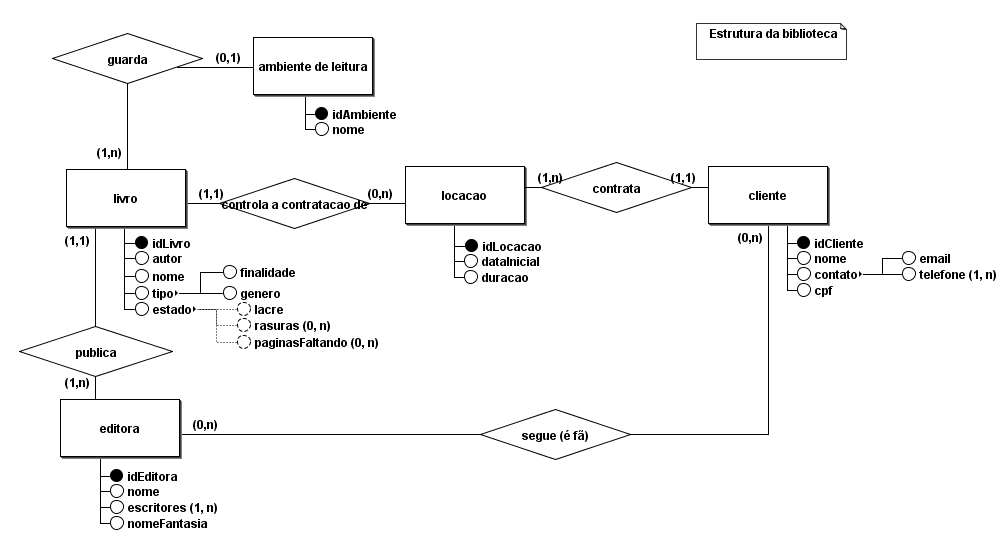 Estrutura da biblioteca
guarda
(0,1)
ambiente de leitura
idAmbiente
nome
(1,n)
livro
(1,1)
controla a contratacao de
(0,n)
locacao
(1,n)
contrata
(1,1)
cliente
(1,1)
idLivro
autor
nome
tipo
finalidade
genero
estado
lacre
rasuras (0, n)
paginasFaltando (0, n)
idLocacao
dataInicial
duracao
(0,n)
idCliente
nome
contato
email
telefone (1, n)
cpf
publica
(1,n)
editora
(0,n)
segue (é fã)
idEditora
nome
escritores (1, n)
nomeFantasia